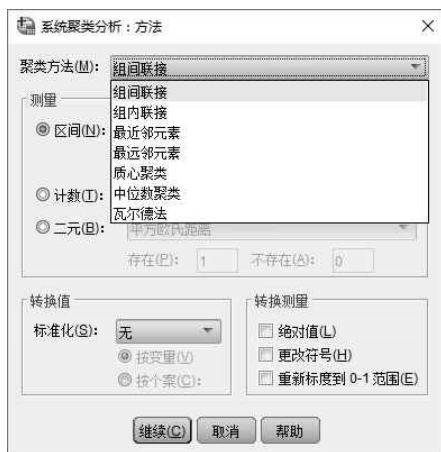 系统聚类分析：方法
聚类方法(M)： 组间联接
组间联接
组内联接
最近邻元素
最远邻元素
质心聚类
中位数聚类
瓦尔德法
测量
区间(N)：
计数(T)：
二元(B)： 平方欧氏距离
存在(P)： 1 不存在(A)： 0
转换值
标准化(S)： 无
按变量(V)
按个案(C)：
转换测量
绝对值(L)
更改符号(H)
重新标度到 0-1 范围(E)
继续(C) 取消 帮助